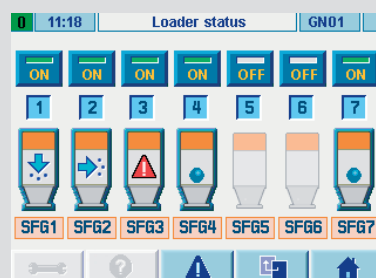 0 11:18 Loader status GN01
ON ON ON ON OFF OFF ON
1 2 3 4 5 6 7
SFG1 SFG2 SFG3 SFG4 SFG5 SFG6 SFG7